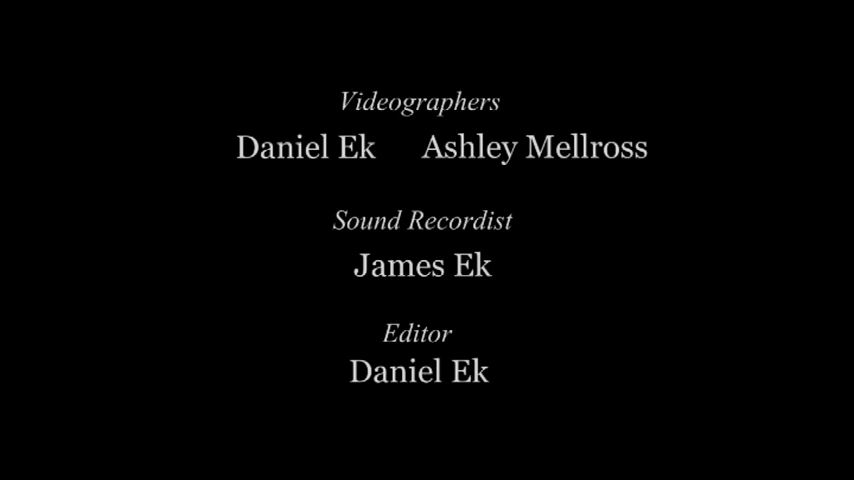 Videographers
Daniel Ek Ashley Mellross
Sound Recordist
James Ek
Editor
Daniel Ek